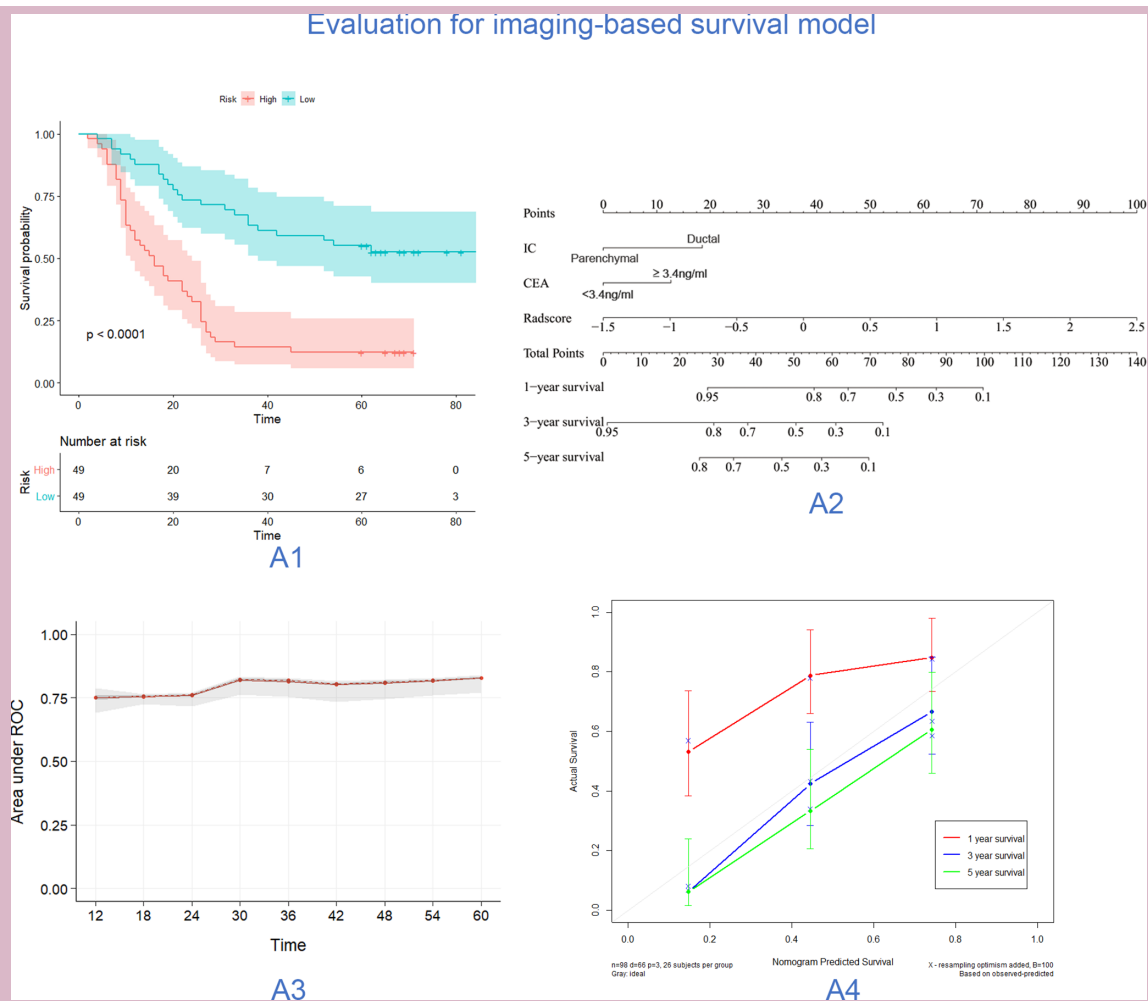 Evaluation for imaging-based survival model
Risk High Low
1.00
0.75
0.50
0.25
0.00
Survival probability
p < 0.0001
0 20 40 60 80
Time
Number at risk
Risk
High 49 20 7 6 0
Low 49 39 30 27 3
0 20 40 60 80
Time
A1
Points 0 10 20 30 40 50 60 70 80 90 100
IC Ductal
Parenchymal
CEA ≥ 3.4ng/ml
<3.4ng/ml
Radscore
−1.5 −1 −0.5 0 0.5 1 1.5 2 2.5
Total Points 0 10 20 30 40 50 60 70 80 90 100 110 120 130 140
1−year survival
0.95 0.8 0.7 0.5 0.3 0.1
3−year survival
0.95 0.8 0.7 0.5 0.3 0.1
5−year survival
0.8 0.7 0.5 0.3 0.1
A2
1.00
0.75
0.50
0.25
0.00
Area under ROC
12 18 24 30 36 42 48 54 60
Time
A3
1.0
0.8
0.6
0.4
0.2
0.0
Actual Survival
1 year survival
3 year survival
5 year survival
0.0 0.2 0.4 0.6 0.8 1.0
Nomogram Predicted Survival
n=98 d=66 p=3, 26 subjects per group
Gray: ideal
X - resampling optimism added, B=100
Based on observed-predicted
A4